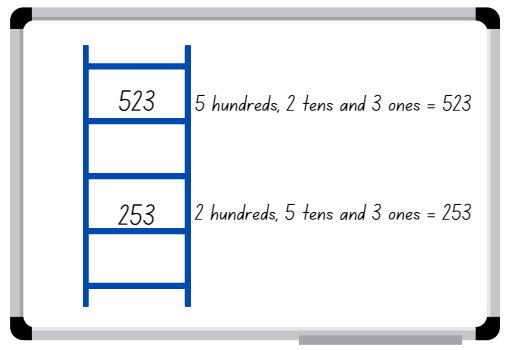 523 5 hundreds, 2 tens and 3 ones = 523
253 2 hundreds, 5 tens and 3 ones = 253